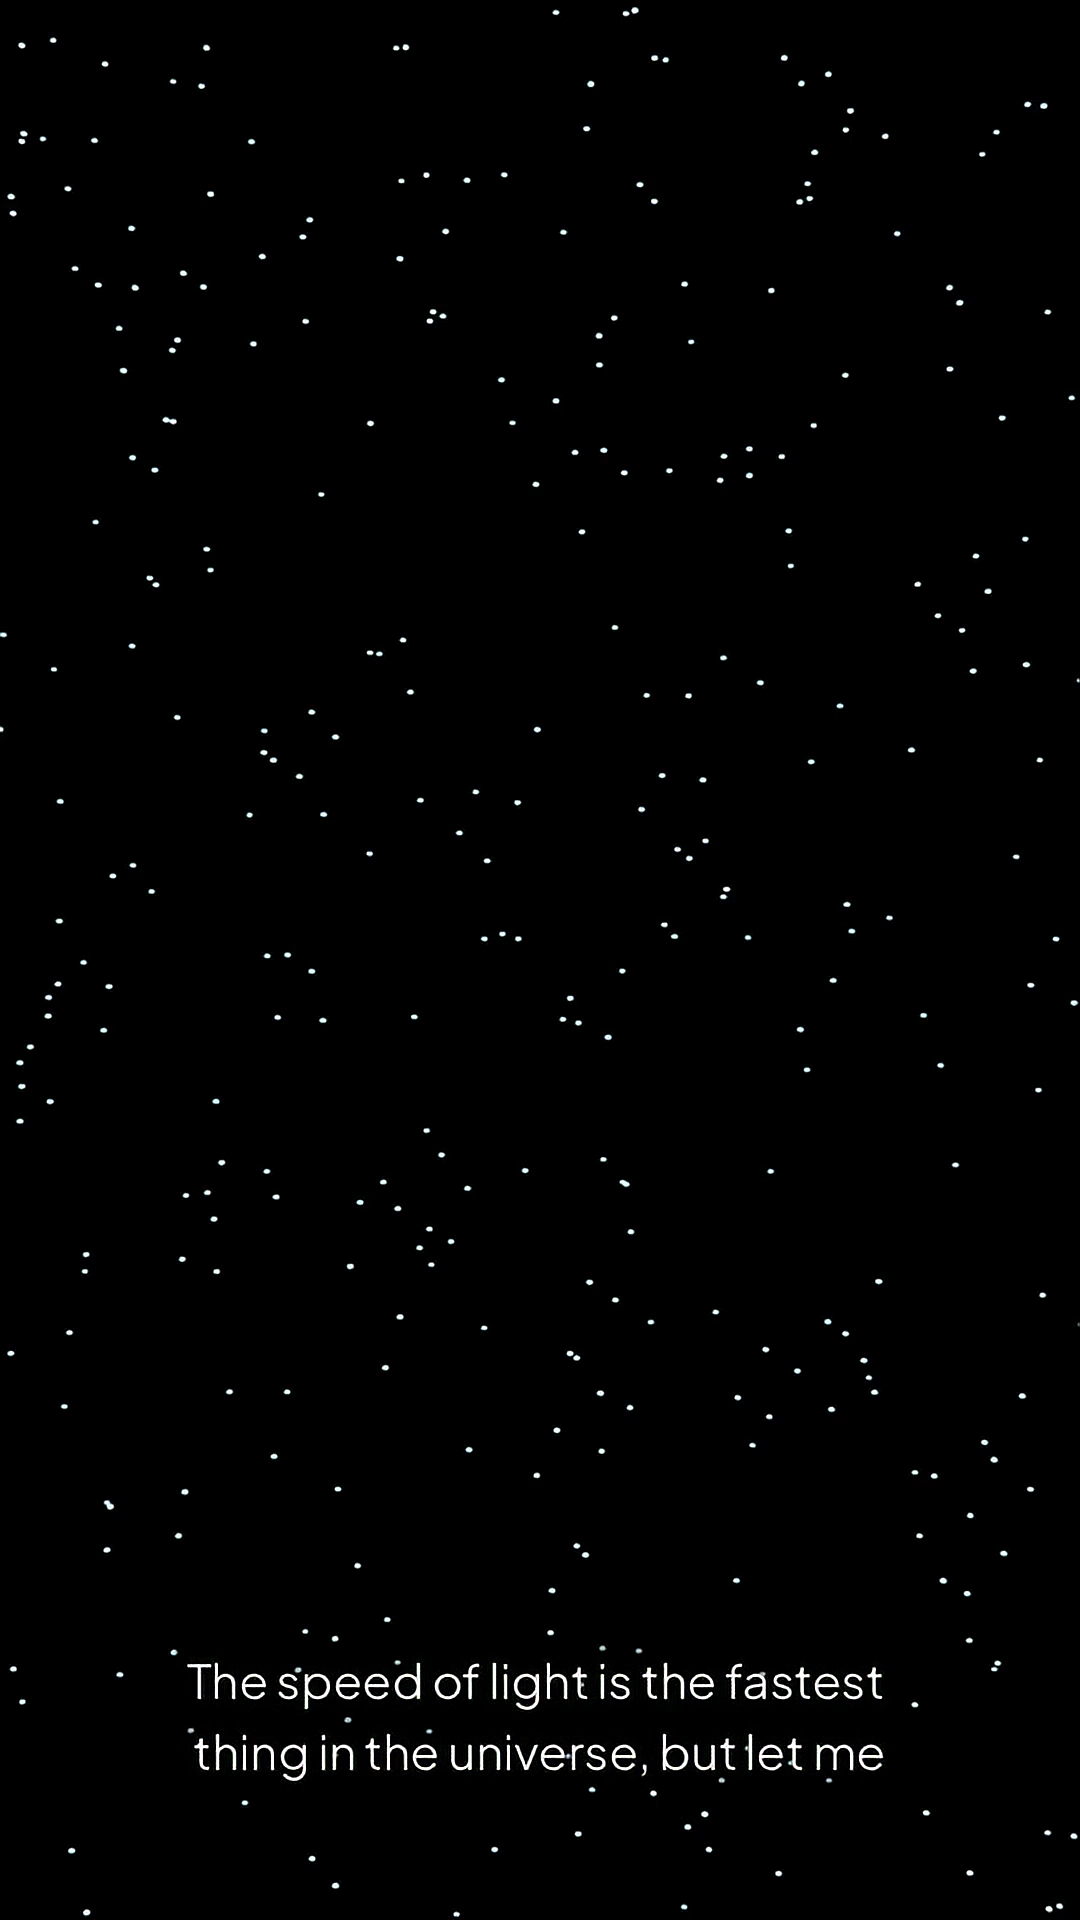 The speed of light is the fastest
thing in the universe, but let me